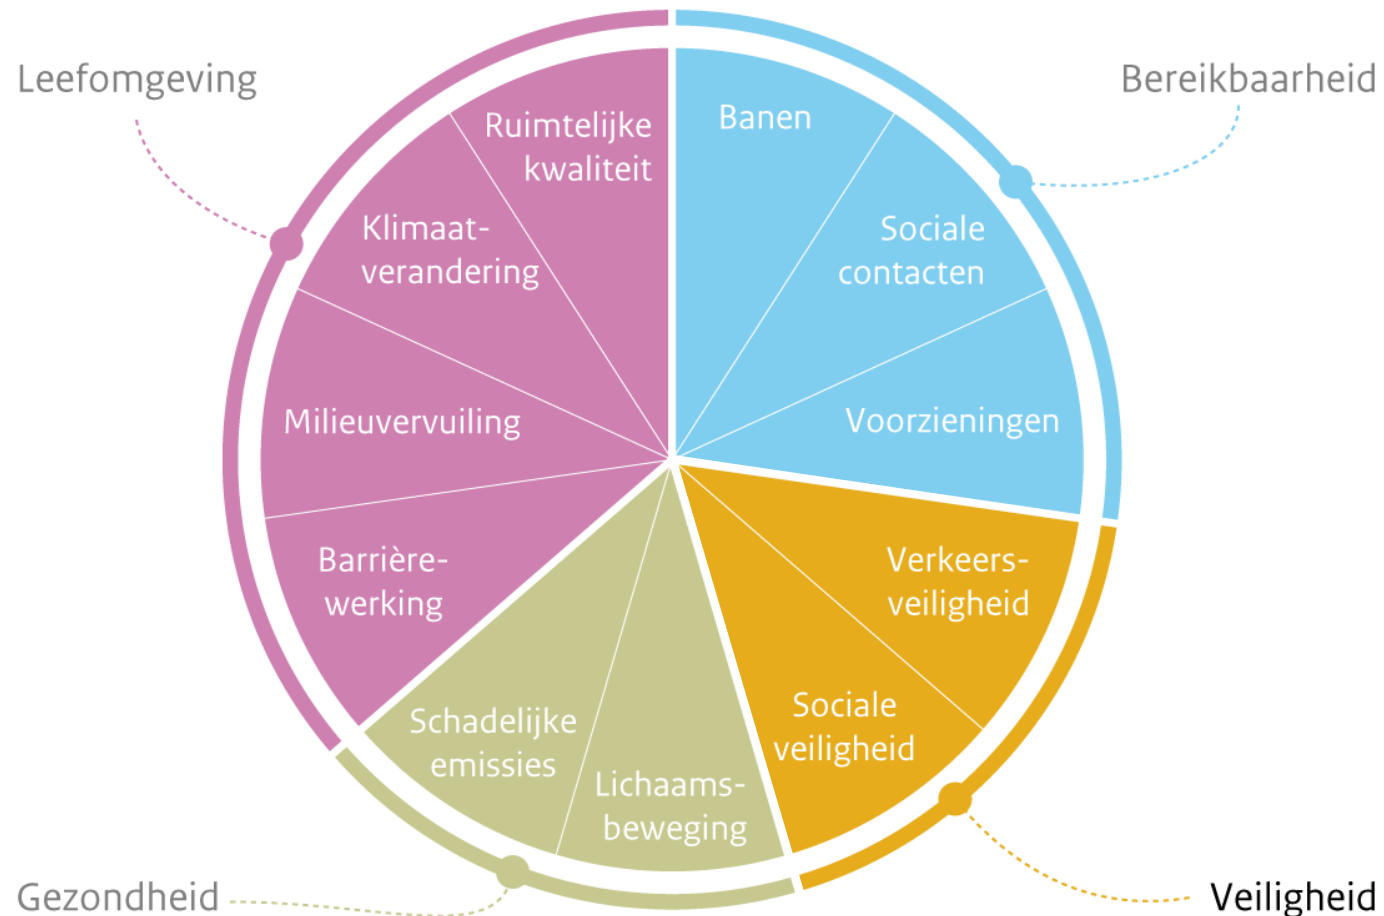 Leefomgeving
Bereikbaarheid
Ruimtelijke
kwaliteit
Banen
Klimaat-
verandering
Sociale
contacten
Milieuvervuiling
Voorzieningen
Barrière-
werking
Verkeers-
veiligheid
Schadelijke
emissies
Lichaams-
beweging
Sociale
veiligheid
Gezondheid
Veiligheid